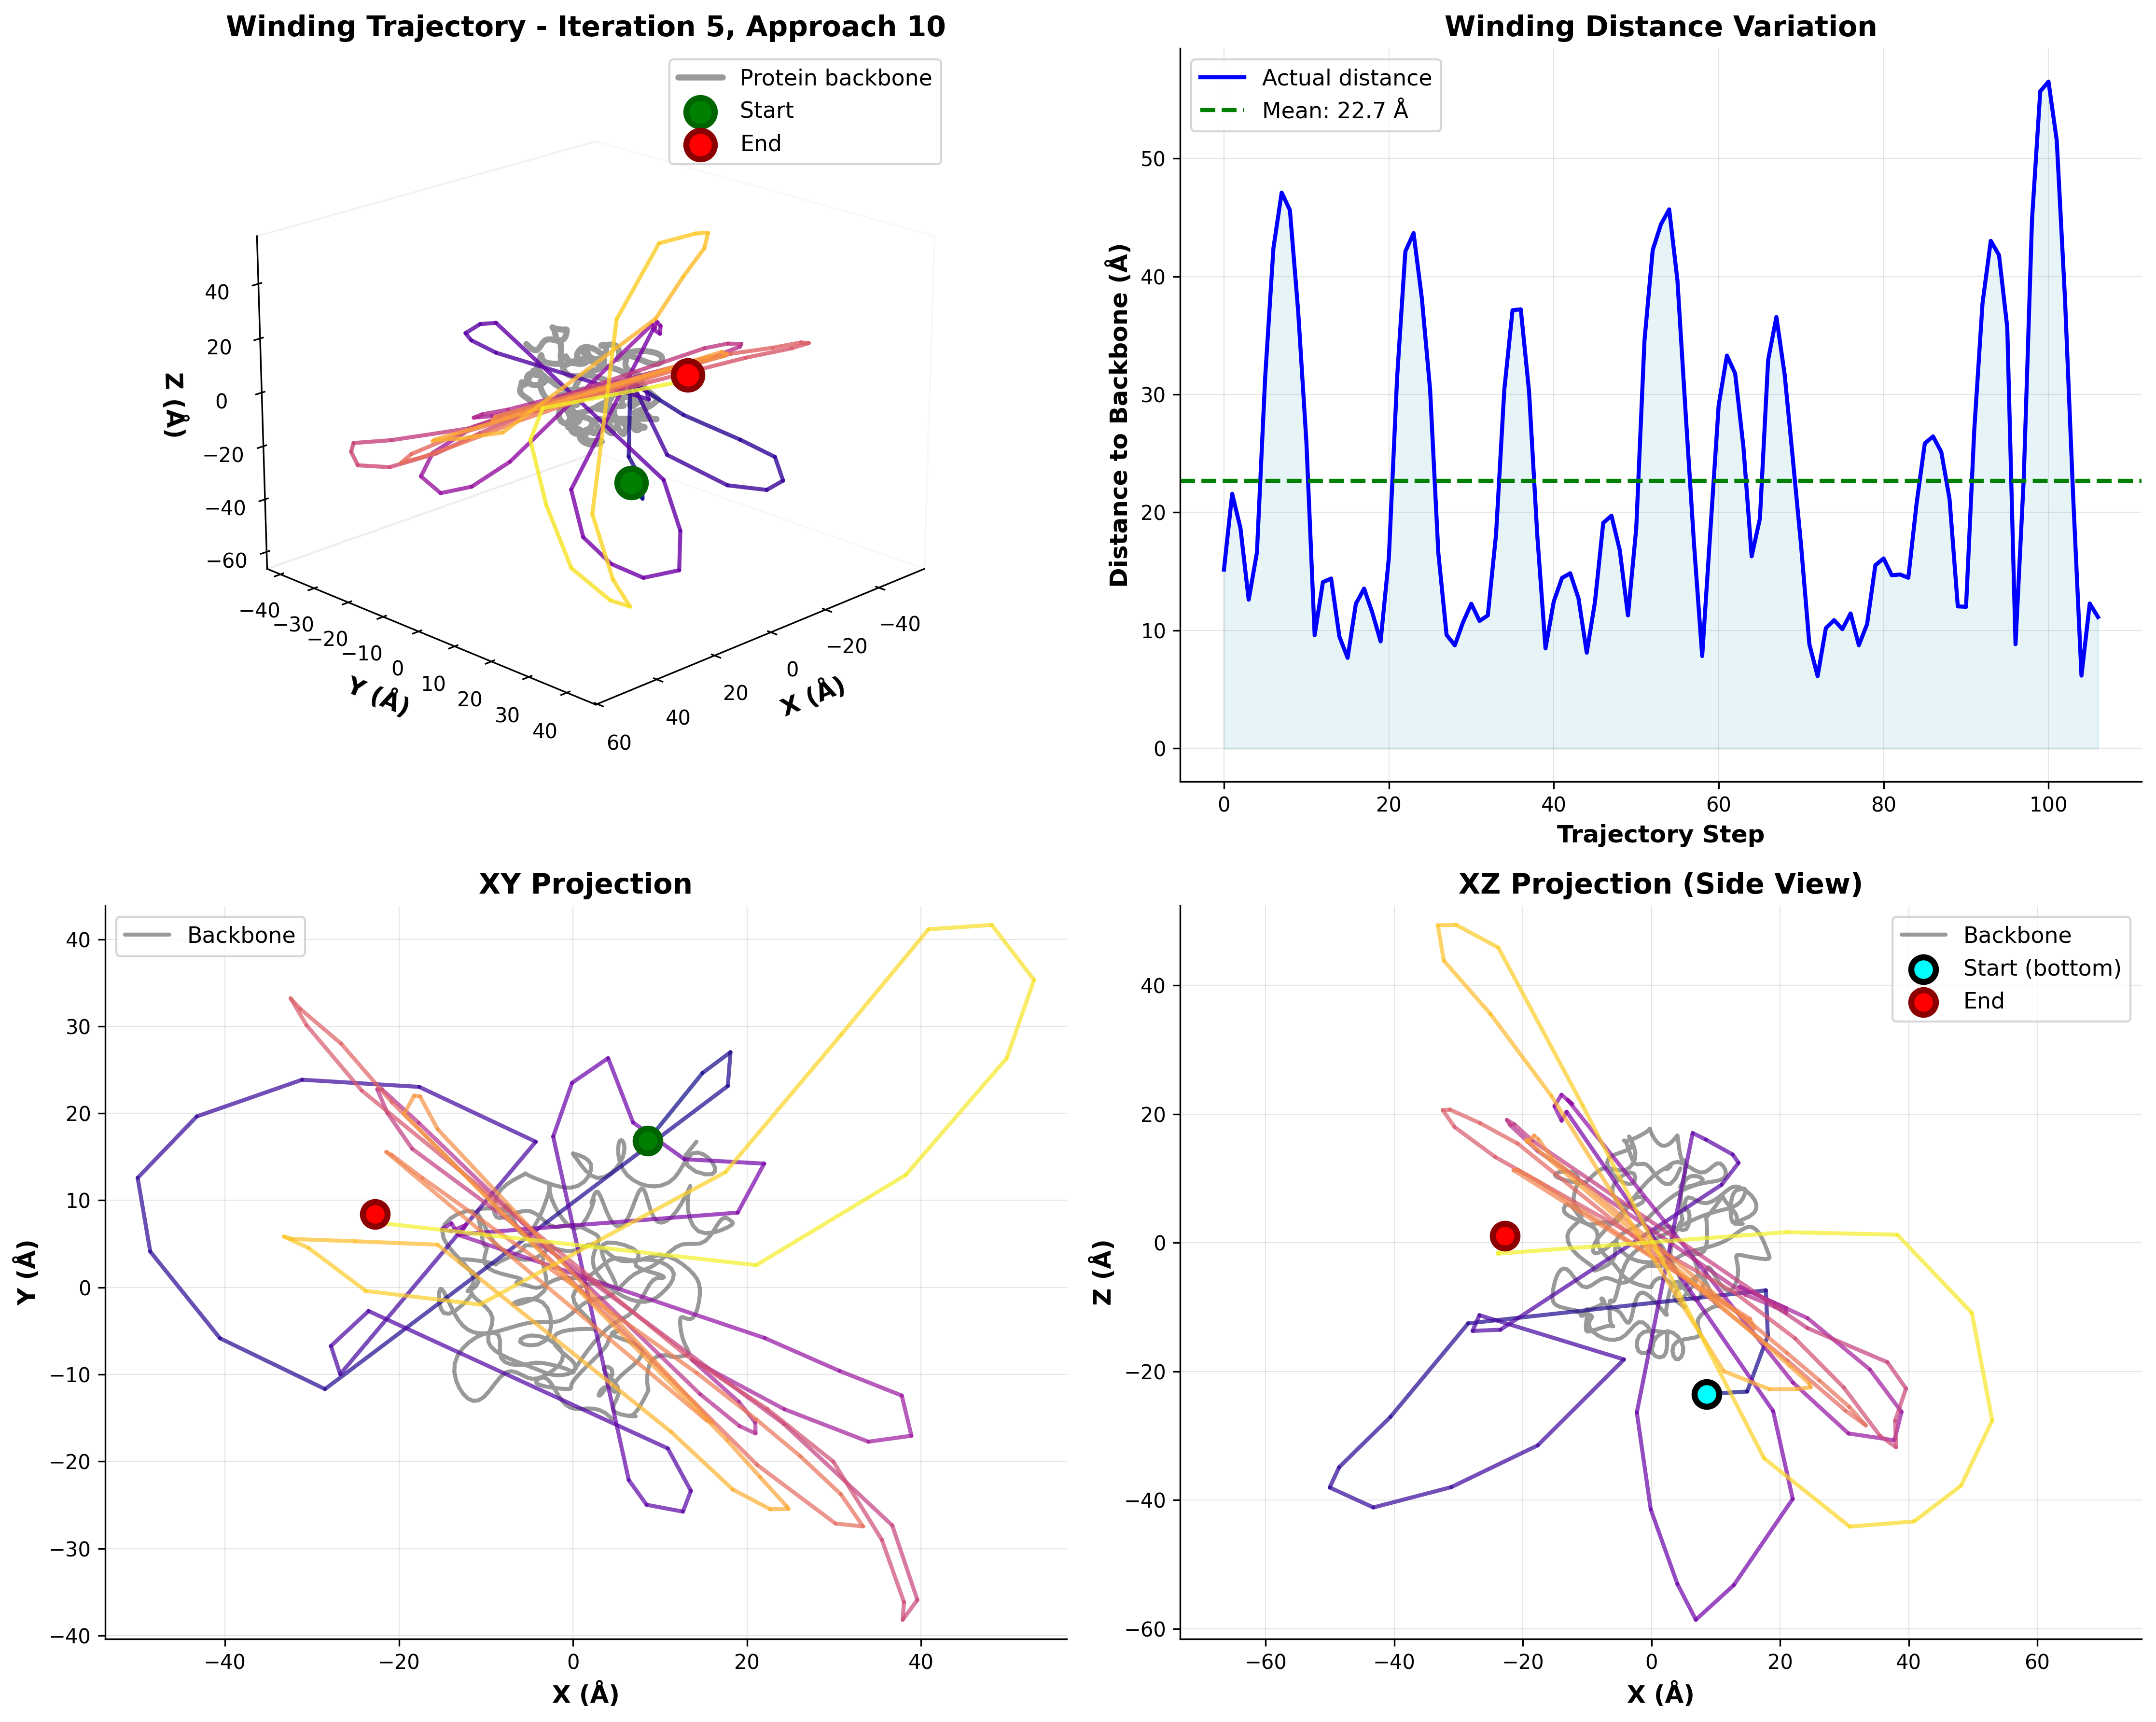 Winding Trajectory - Iteration 5, Approach 10
Protein backbone
Start
End
40
20
0
−20
−40
−60
Z (Å)
−40
−30
−20
−10
0
10
20
30
40
60
Y (Å)
40
20
0
−20
−40
X (Å)
Winding Distance Variation
Actual distance
Mean: 22.7 Å
50
40
30
20
10
0
Distance to Backbone (Å)
0 20 40 60 80 100
Trajectory Step
XY Projection
Backbone
40
30
20
10
0
−10
−20
−30
−40
Y (Å)
−40 −20 0 20 40
X (Å)
XZ Projection (Side View)
Backbone
Start (bottom)
End
40
20
0
−20
−40
−60
Z (Å)
−60 −40 −20 0 20 40 60
X (Å)